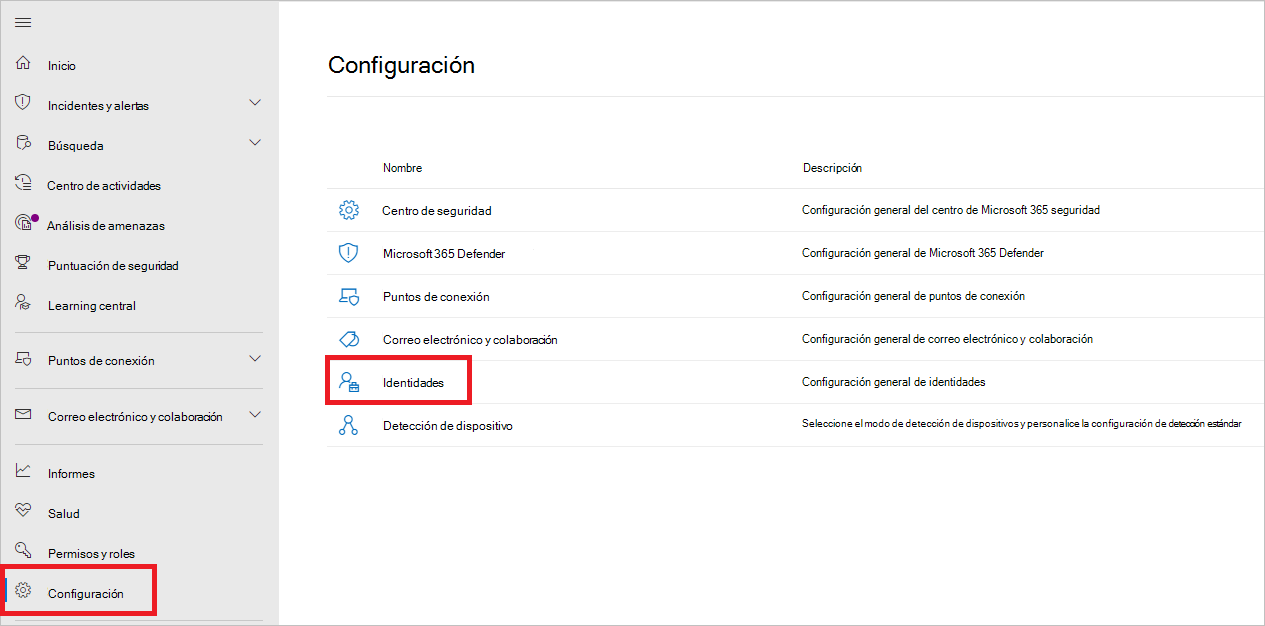 Inicio
Incidentes y alertas
Búsqueda
Centro de actividades
Análisis de amenazas
Puntuación de seguridad
Learning central
Puntos de conexión
Correo electrónico y colaboración
Informes
Salud
Permisos y roles
Configuración
Configuración
Nombre Descripción
Centro de seguridad Configuración general del centro de Microsoft 365 seguridad
Microsoft 365 Defender Configuración general de Microsoft 365 Defender
Puntos de conexión Configuración general de puntos de conexión
Correo electrónico y colaboración Configuración general de correo electrónico y colaboración
Identidades Configuración general de identidades
Detección de dispositivo Seleccione el modo de detección de dispositivos y personalice la configuración de detección estándar